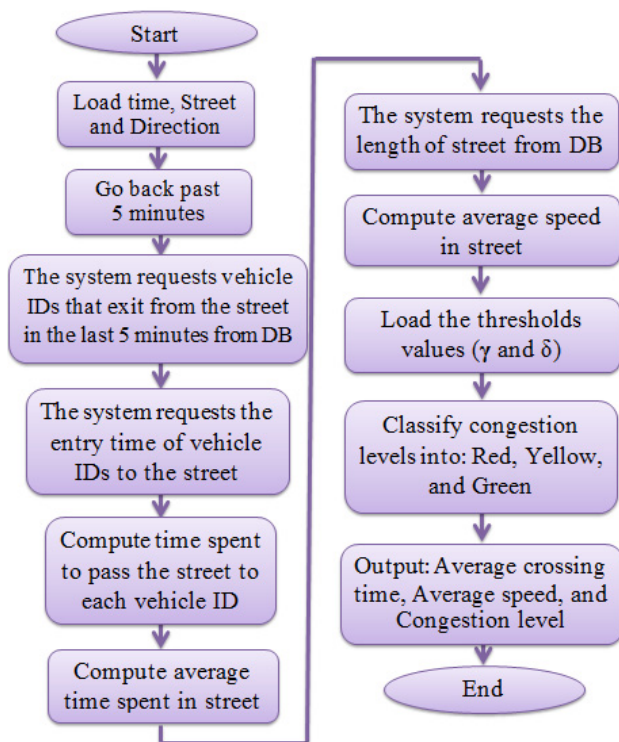 Start
Load time, Street
and Direction
Go back past
5 minutes
The system requests vehicle
IDs that exit from the street
in the last 5 minutes from DB
The system requests the
entry time of vehicle
IDs to the street
Compute time spent
to pass the street to
each vehicle ID
Compute average
time spent in street
The system requests the
length of street from DB
Compute average speed
in street
Load the thresholds
values (γ and δ)
Classify congestion
levels into: Red, Yellow,
and Green
Output: Average crossing
time, Average speed, and
Congestion level
End